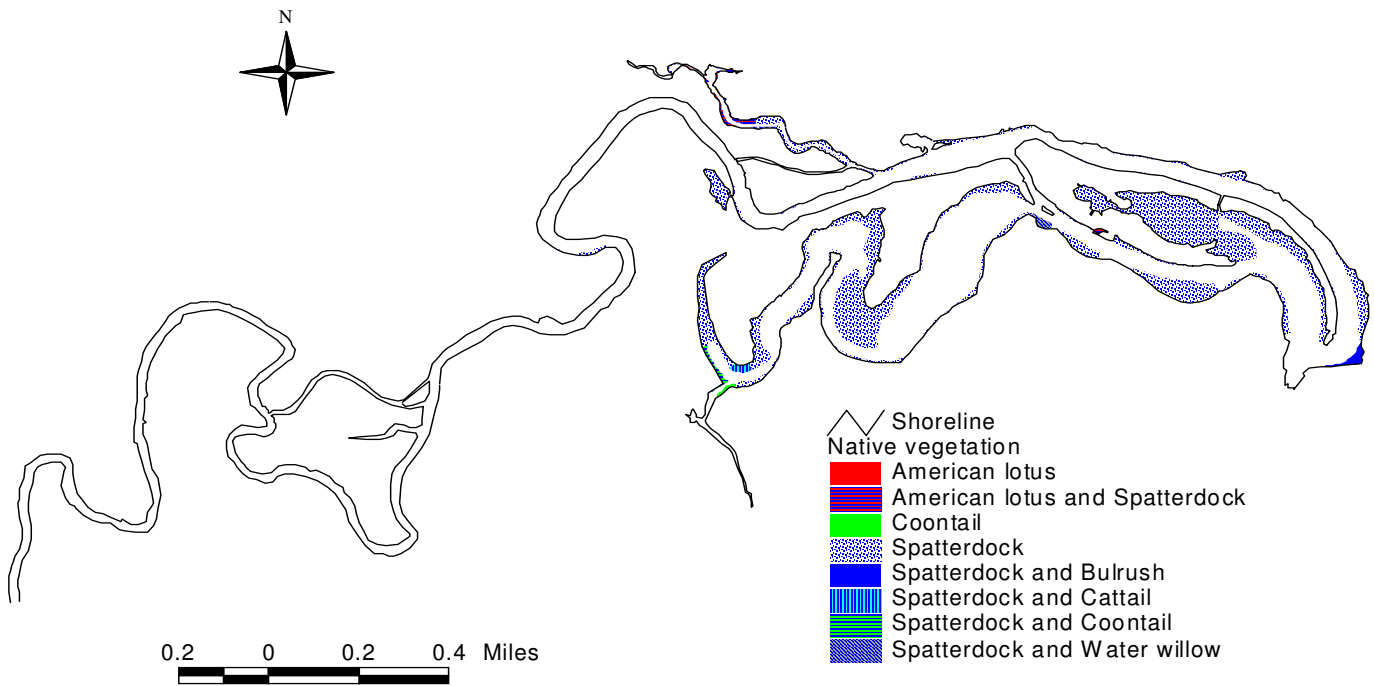 N
Shoreline
Native vegetation
American lotus
American lotus and Spatterdock
Coontail
Spatterdock
Spatterdock and Bulrush
Spatterdock and Cattail
Spatterdock and Coontail
Spatterdock and Water willow
0.2 0 0.2 0.4 Miles